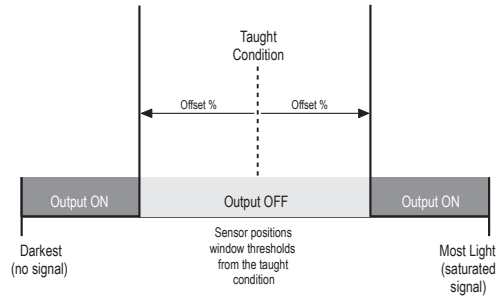 Taught
Condition
Offset %
Offset %
Output ON
Output OFF
Output ON
Darkest
(no signal)
Sensor positions
window thresholds
from the taught
condition
Most Light
(saturated
signal)